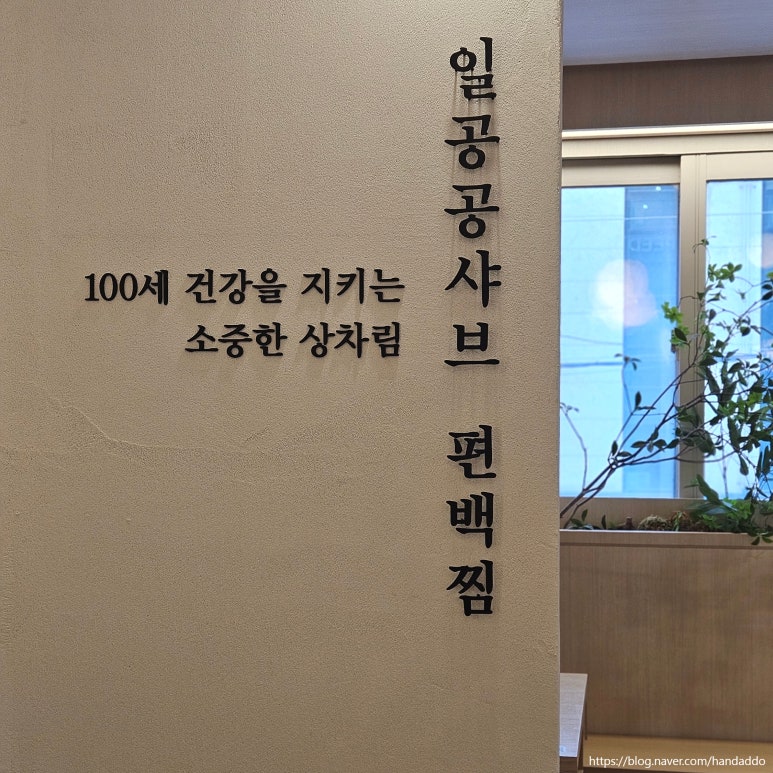 일공공샤브 편백찜
100세 건강을 지키는
소중한 상차림
https://blog.naver.com/handaddo